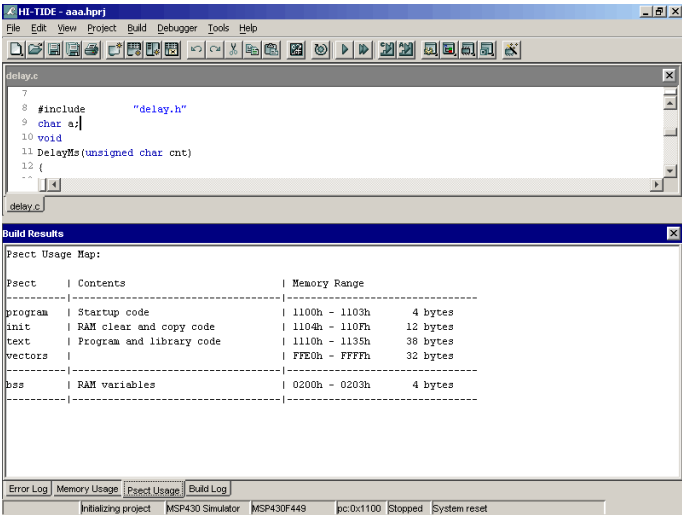 HI-TIDE - aaa.hprj
File Edit View Project Build Debugger Tools Help
delay.c
7
8 #include "delay.h"
9 char a;
10 void
11 DelayMs(unsigned char cnt)
12 {
delay.c
Build Results
Psect Usage Map:
Psect | Contents | Memory Range
----------|-----------------------------------|--------------------------------
program | Startup code | 1100h - 1103h 4 bytes
init | RAM clear and copy code | 1104h - 110Fh 12 bytes
text | Program and library code | 1110h - 1135h 38 bytes
vectors | | FFE0h - FFFFh 32 bytes
----------|-----------------------------------|--------------------------------
bss | RAM variables | 0200h - 0203h 4 bytes
----------|-----------------------------------|--------------------------------
Error Log Memory Usage Psect Usage Build Log
Initializing project MSP430 Simulator MSP430F449 pc:0x1100 Stopped System reset